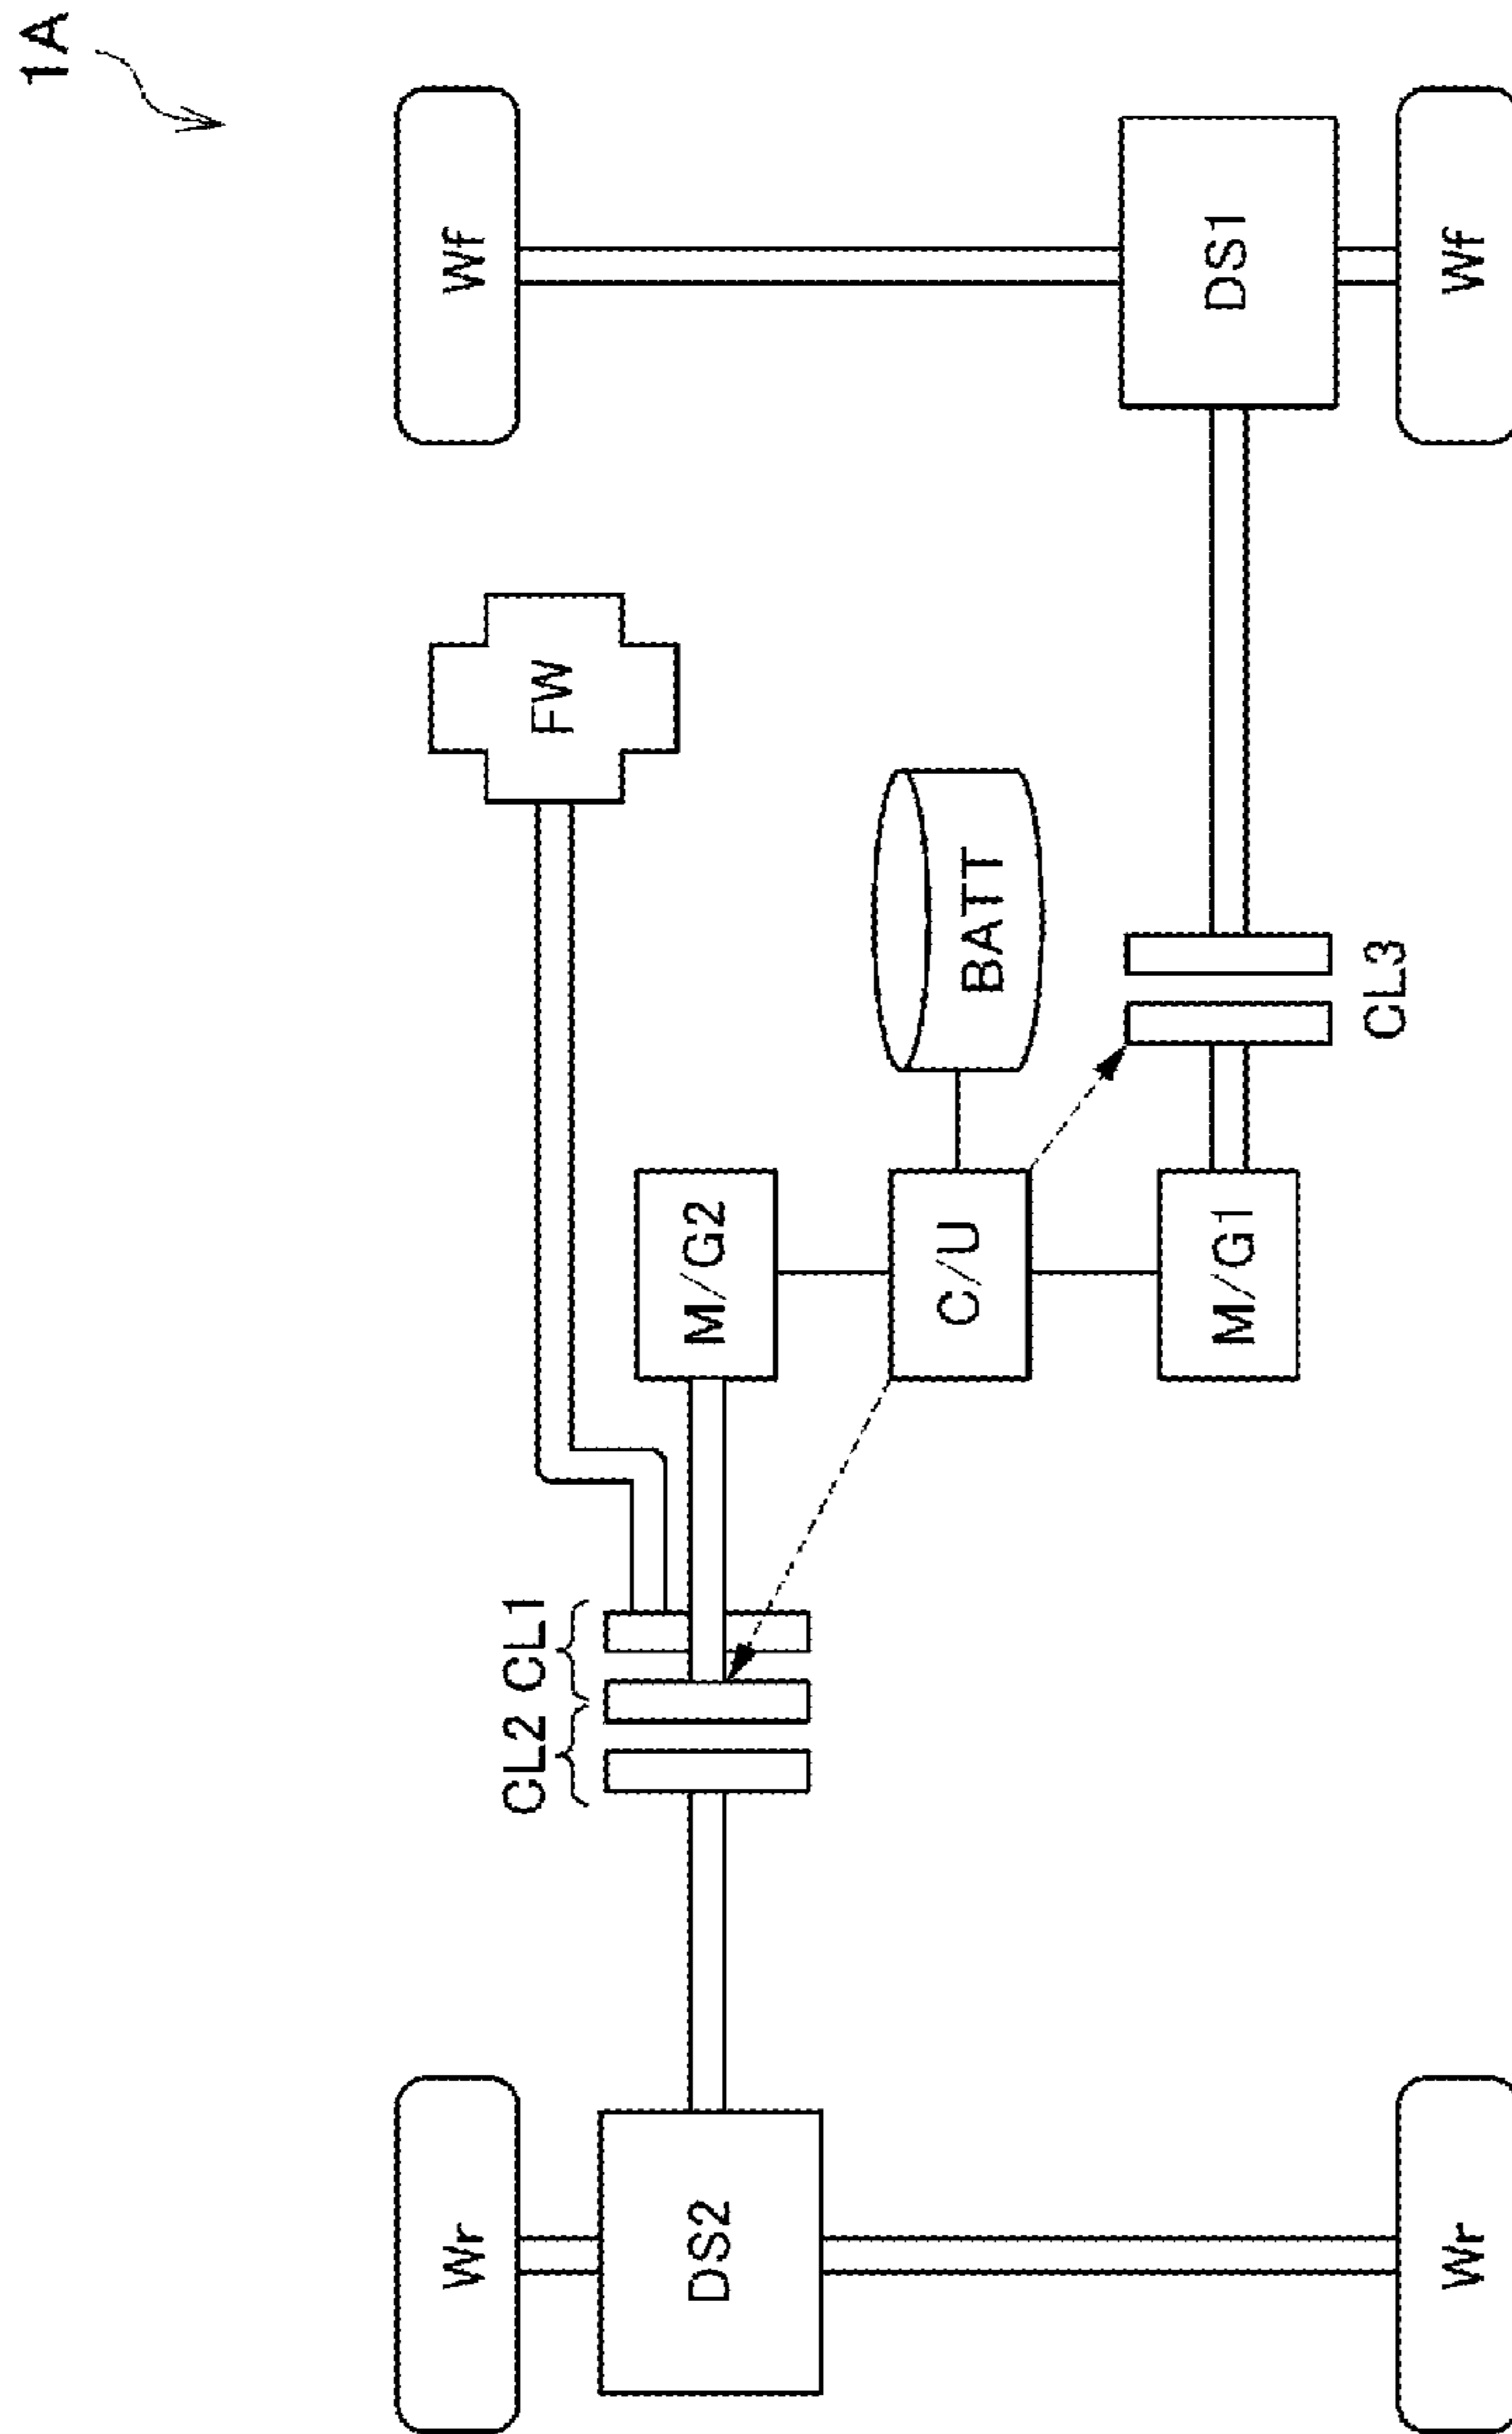 1A
Wr
Wf
CL2 CL1
FW
DS2
M/G2
C/U
BATT
M/G1
DS1
CL3
Wr
Wf